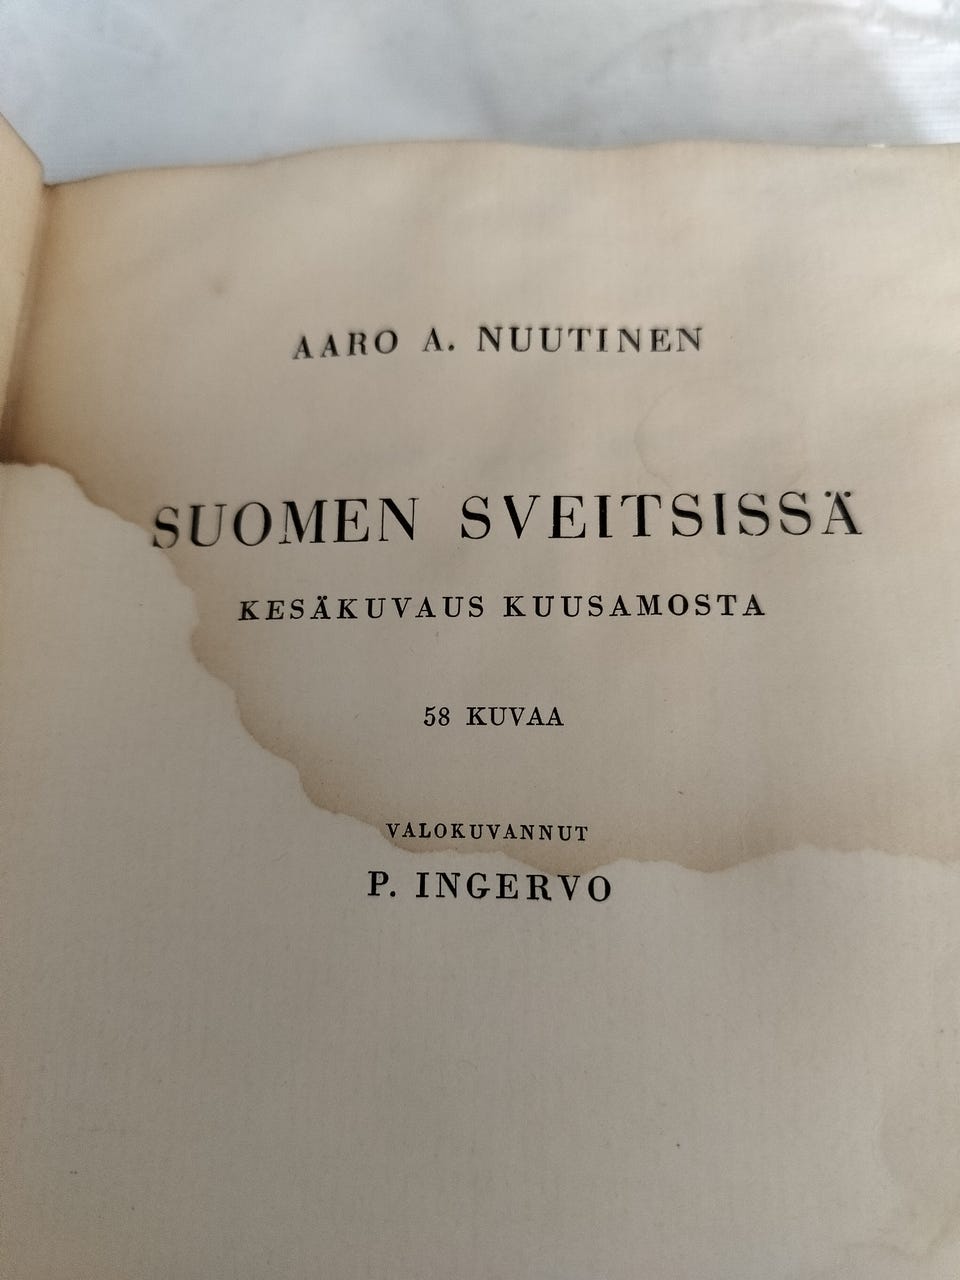 AARO A. NUUTINEN
SUOMEN SVEITSISSÄ
KESÄKUVAUS KUUSAMOSTA
58 KUVAA
VALOKUVANNUT
P. INGERVO